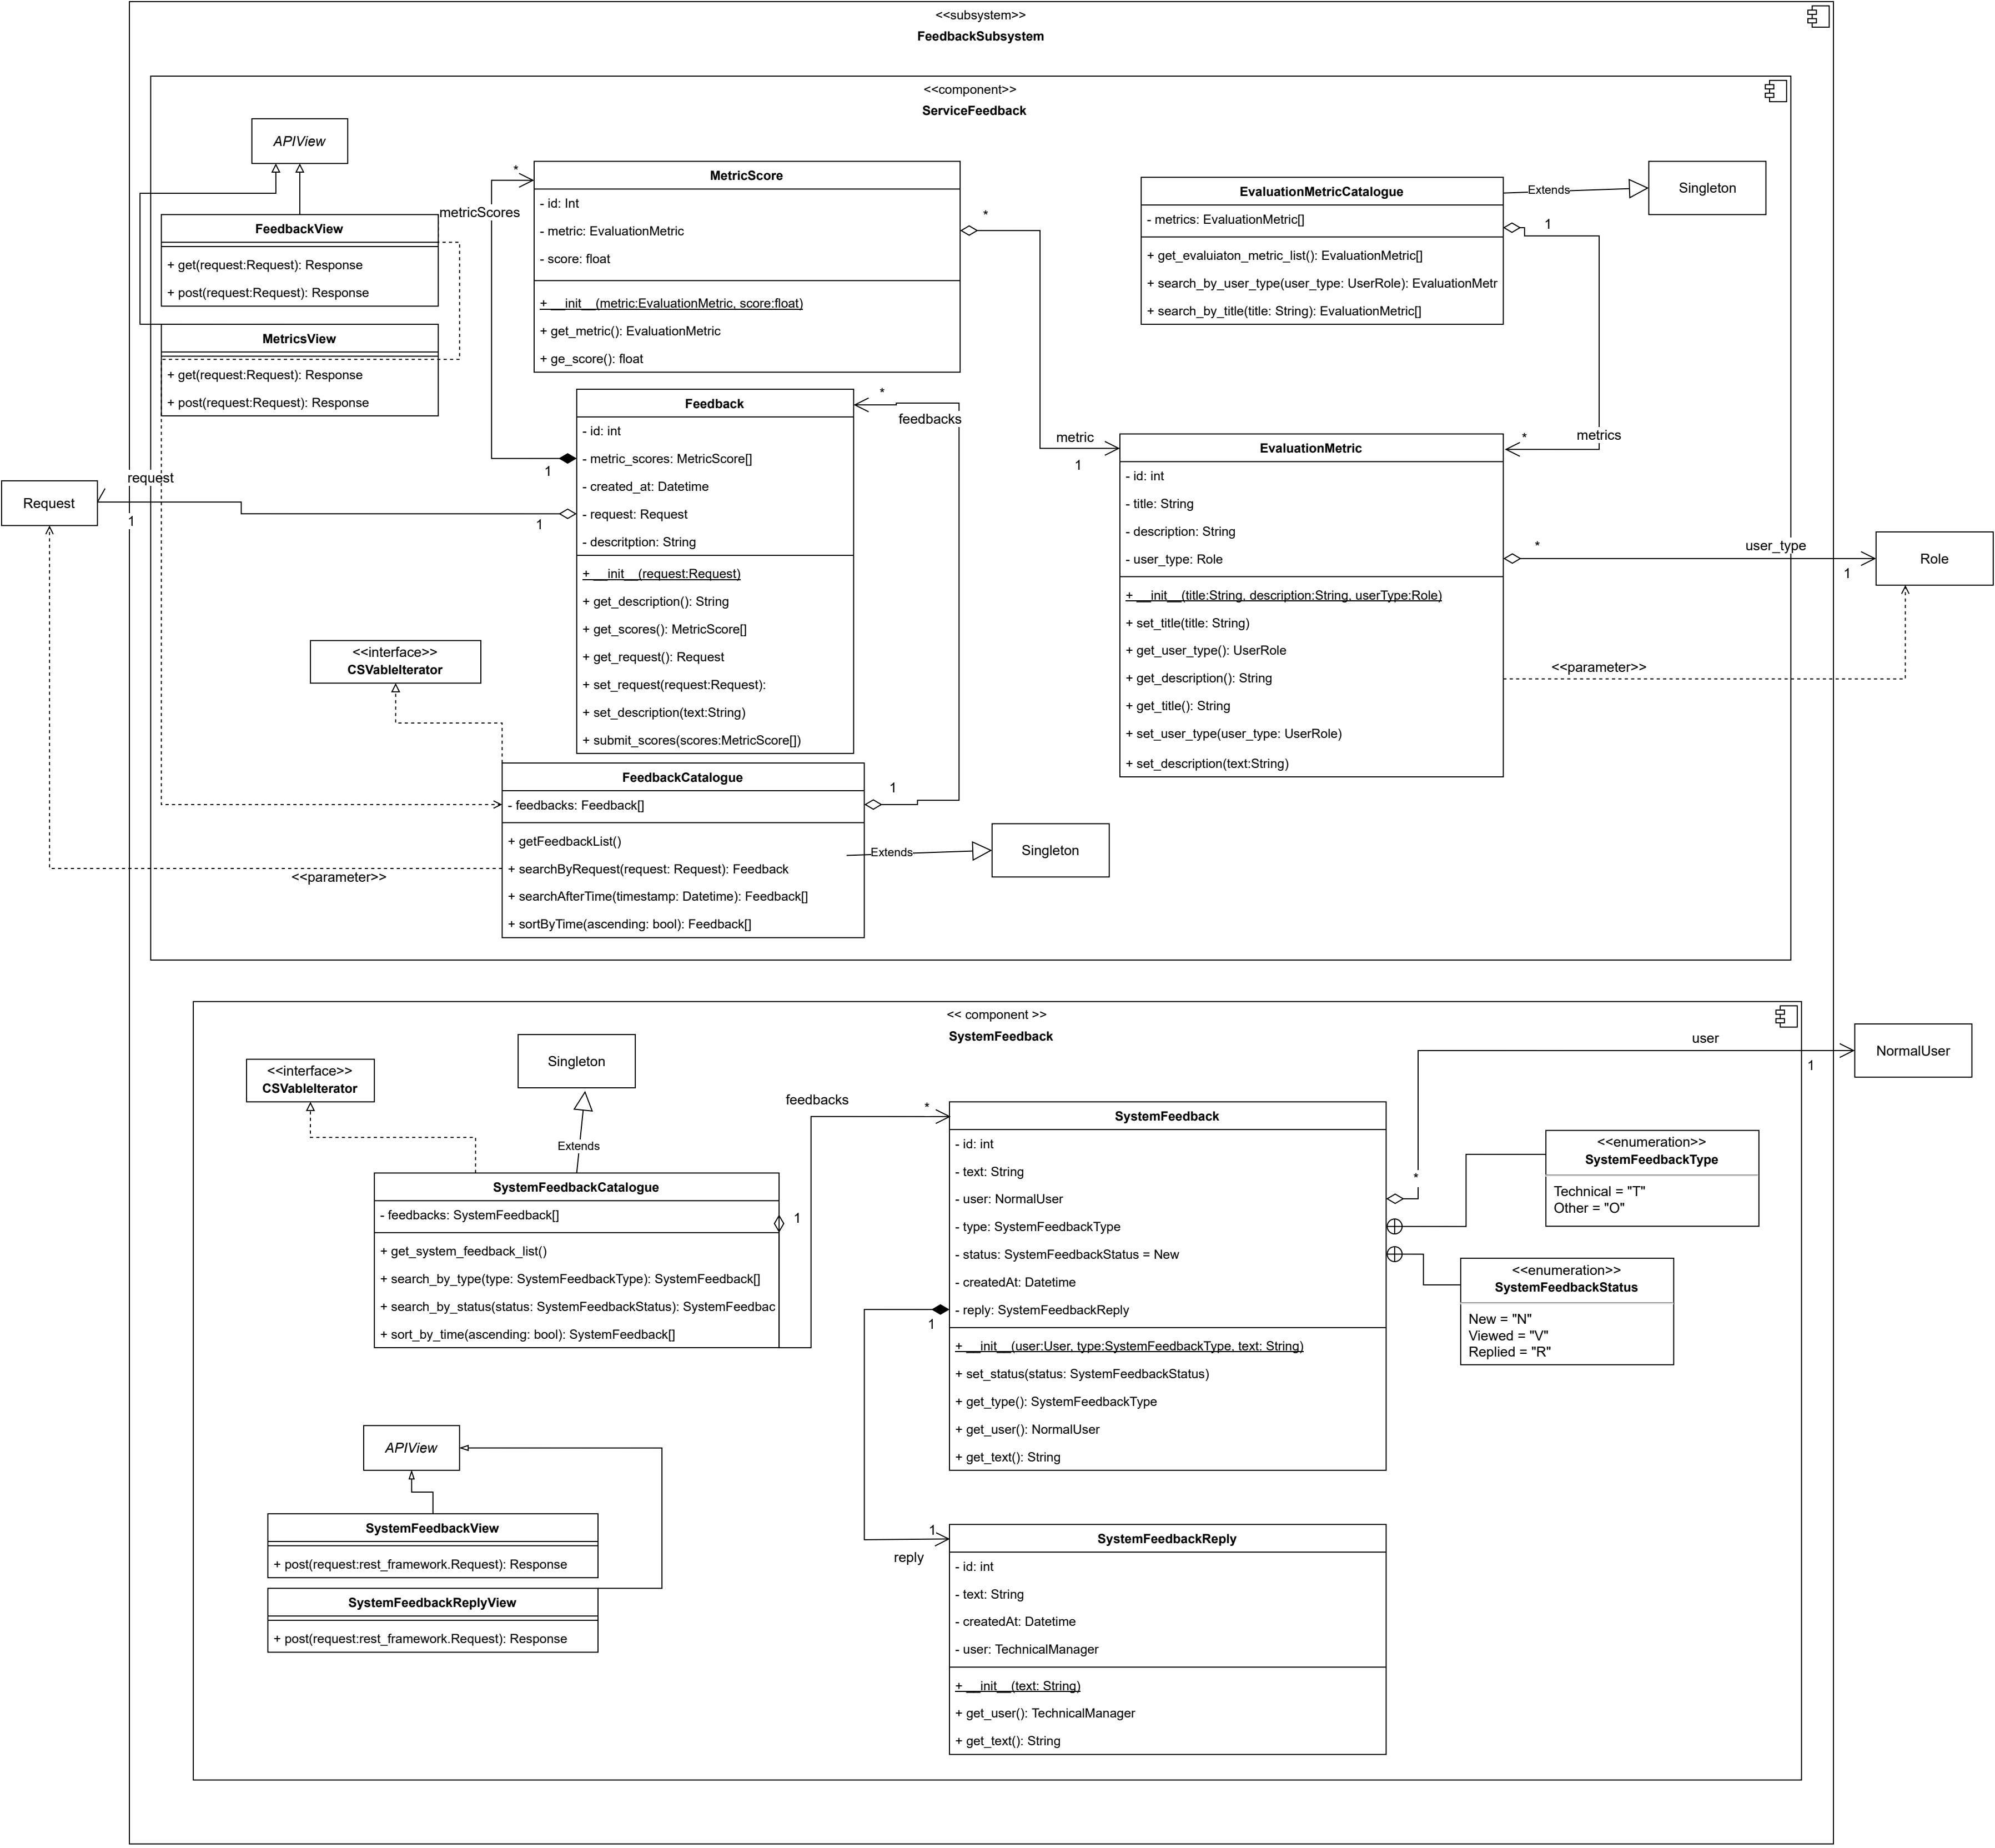 <<subsystem>>
FeedbackSubsystem
<<component>>
ServiceFeedback
APIView
FeedbackView
+ get(request:Request): Response
+ post(request:Request): Response
MetricsView
+ get(request:Request): Response
+ post(request:Request): Response
*
metricScores
MetricScore
- id: Int
- metric: EvaluationMetric
- score: float
+ __init__(metric:EvaluationMetric, score:float)
+ get_metric(): EvaluationMetric
+ ge_score(): float
*
EvaluationMetricCatalogue
- metrics: EvaluationMetric[]
+ get_evaluiaton_metric_list(): EvaluationMetric[]
+ search_by_user_type(user_type: UserRole): EvaluationMetr
+ search_by_title(title: String): EvaluationMetric[]
Extends
Singleton
1
*
metrics
Feedback
- id: int
- metric_scores: MetricScore[]
- created_at: Datetime
- request: Request
- descritption: String
+ __init__(request:Request)
+ get_description(): String
+ get_scores(): MetricScore[]
+ get_request(): Request
+ set_request(request:Request):
+ set_description(text:String)
+ submit_scores(scores:MetricScore[])
*
feedbacks
1
1
metric
1
EvaluationMetric
- id: int
- title: String
- description: String
- user_type: Role
+ __init__(title:String, description:String, userType:Role)
+ set_title(title: String)
+ get_user_type(): UserRole
+ get_description(): String
+ get_title(): String
+ set_user_type(user_type: UserRole)
+ set_description(text:String)
*
user_type
1
Role
<<parameter>>
request
Request
1
<<interface>>
CSVableIterator
FeedbackCatalogue
- feedbacks: Feedback[]
+ getFeedbackList()
+ searchByRequest(request: Request): Feedback
+ searchAfterTime(timestamp: Datetime): Feedback[]
+ sortByTime(ascending: bool): Feedback[]
1
Extends
Singleton
<<parameter>>
<< component >>
SystemFeedback
Singleton
<<interface>>
CSVableIterator
Extends
SystemFeedbackCatalogue
- feedbacks: SystemFeedback[]
+ get_system_feedback_list()
+ search_by_type(type: SystemFeedbackType): SystemFeedback[]
+ search_by_status(status: SystemFeedbackStatus): SystemFeedbac
+ sort_by_time(ascending: bool): SystemFeedback[]
1
feedbacks
*
SystemFeedback
- id: int
- text: String
- user: NormalUser
- type: SystemFeedbackType
- status: SystemFeedbackStatus = New
- createdAt: Datetime
- reply: SystemFeedbackReply
+ __init__(user:User, type:SystemFeedbackType, text: String)
+ set_status(status: SystemFeedbackStatus)
+ get_type(): SystemFeedbackType
+ get_user(): NormalUser
+ get_text(): String
user
1
NormalUser
*
<<enumeration>>
SystemFeedbackType
Technical = "T"
Other = "O"
<<enumeration>>
SystemFeedbackStatus
New = "N"
Viewed = "V"
Replied = "R"
1
APIView
SystemFeedbackView
+ post(request:rest_framework.Request): Response
SystemFeedbackReplyView
+ post(request:rest_framework.Request): Response
1
reply
SystemFeedbackReply
- id: int
- text: String
- createdAt: Datetime
- user: TechnicalManager
+ __init__(text: String)
+ get_user(): TechnicalManager
+ get_text(): String